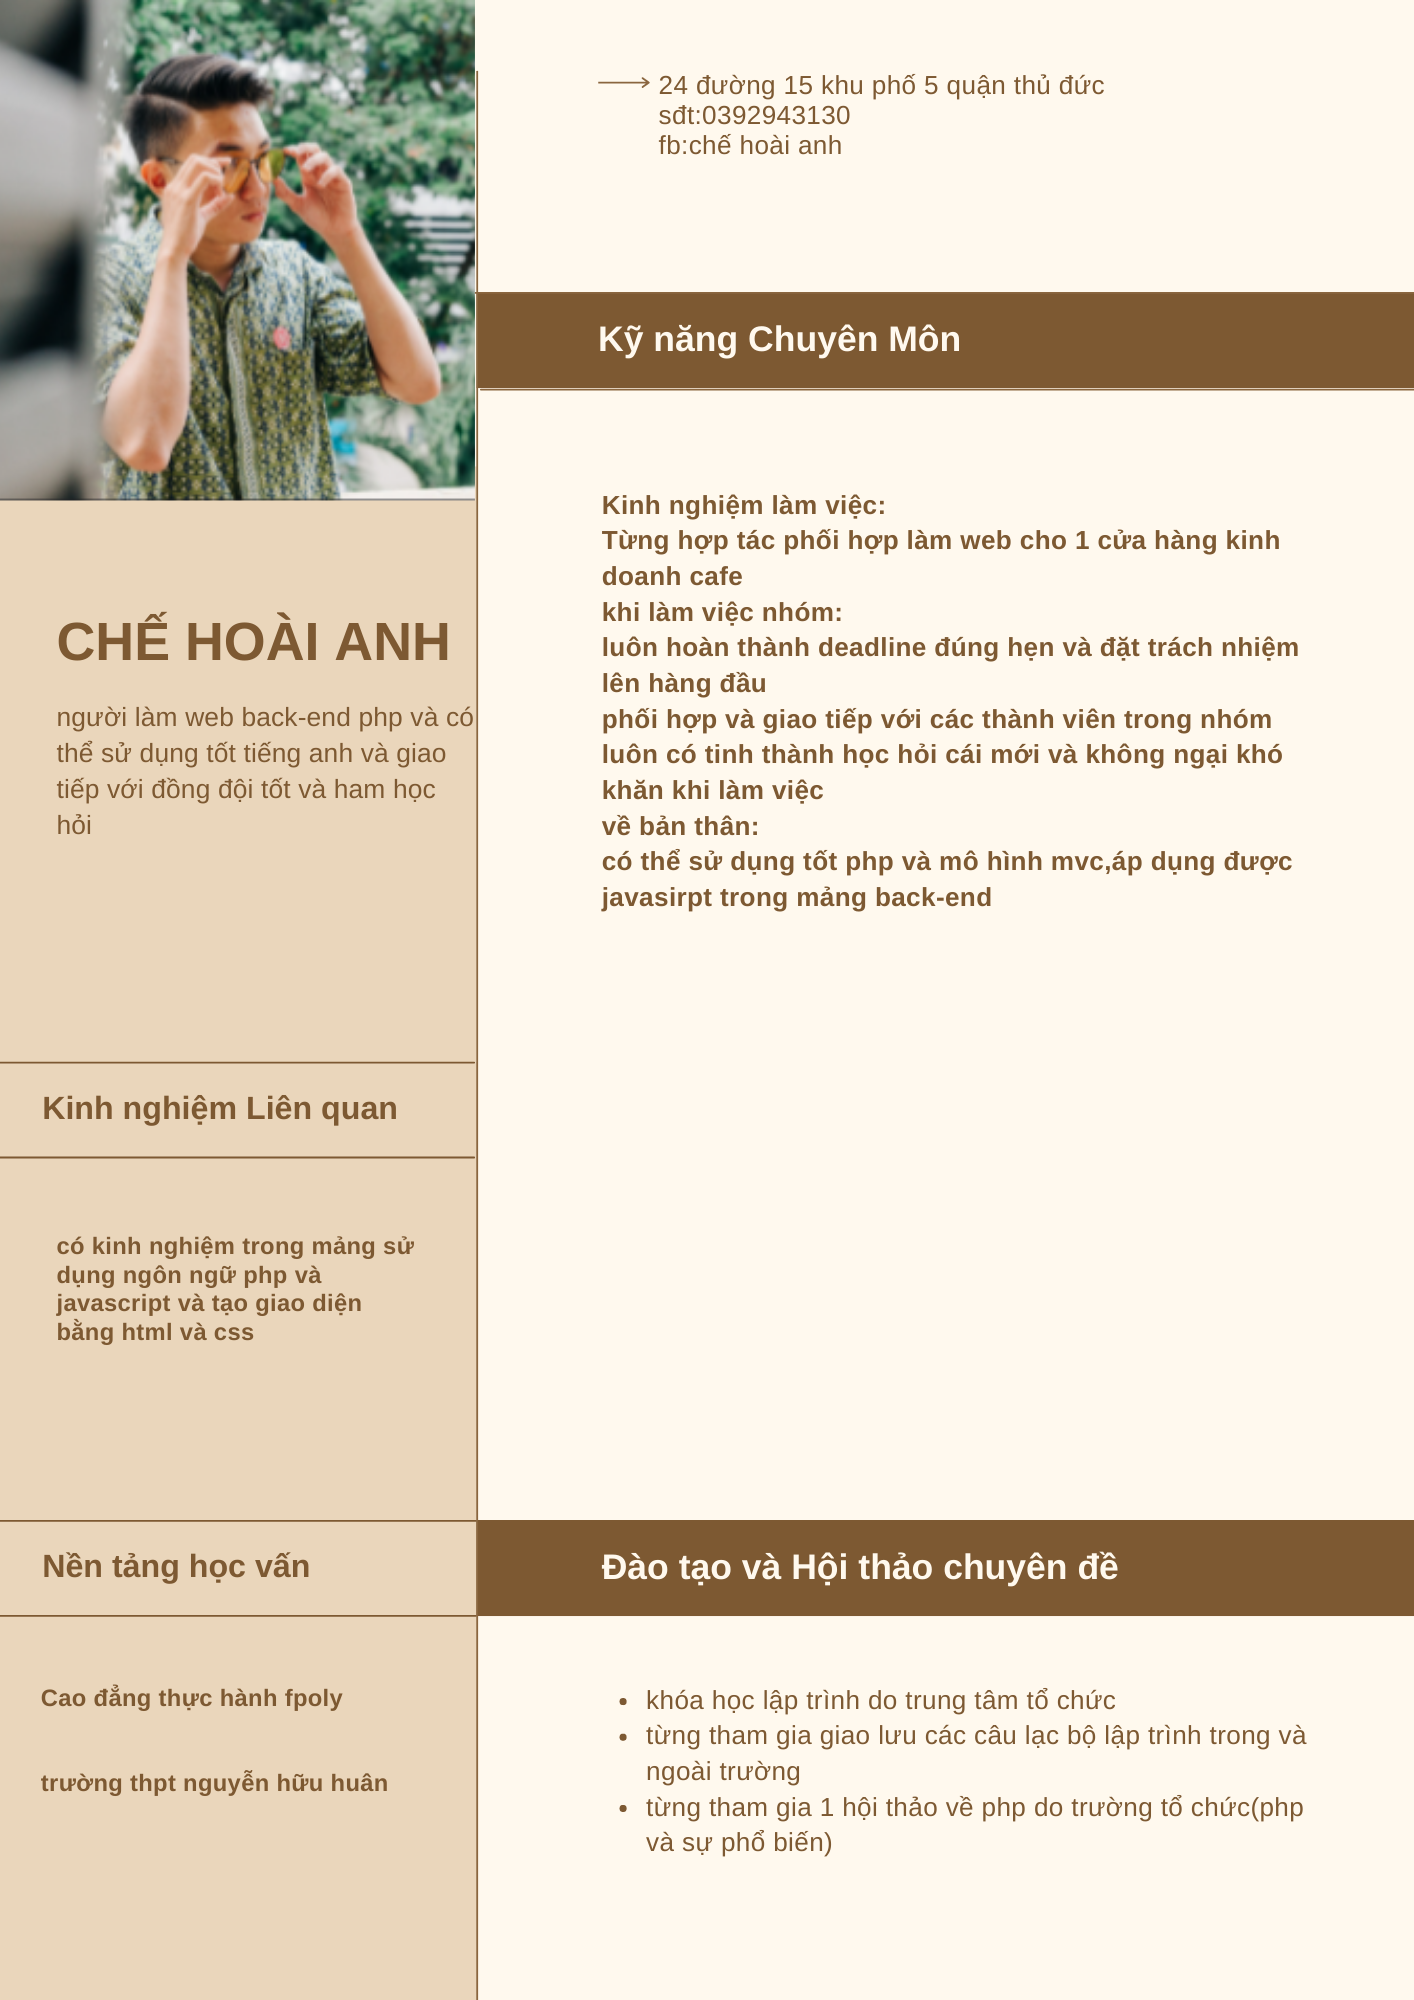 24 đường 15 khu phố 5 quận thủ đức
sđt:0392943130
fb:chế hoài anh
Kỹ năng Chuyên Môn
Kinh nghiệm làm việc:
Từng hợp tác phối hợp làm web cho 1 cửa hàng kinh
doanh cafe
khi làm việc nhóm:
luôn hoàn thành deadline đúng hẹn và đặt trách nhiệm
lên hàng đầu
phối hợp và giao tiếp với các thành viên trong nhóm
luôn có tinh thành học hỏi cái mới và không ngại khó
khăn khi làm việc
về bản thân:
có thể sử dụng tốt php và mô hình mvc,áp dụng được
javasirpt trong mảng back-end
CHẾ HOÀI ANH
người làm web back-end php và có
thể sử dụng tốt tiếng anh và giao
tiếp với đồng đội tốt và ham học
hỏi
Kinh nghiệm Liên quan
có kinh nghiệm trong mảng sử
dụng ngôn ngữ php và
javascript và tạo giao diện
bằng html và css
Nền tảng học vấn
Cao đẳng thực hành fpoly
trường thpt nguyễn hữu huân
Đào tạo và Hội thảo chuyên đề
• khóa học lập trình do trung tâm tổ chức
• từng tham gia giao lưu các câu lạc bộ lập trình trong và
ngoài trường
• từng tham gia 1 hội thảo về php do trường tổ chức(php
và sự phổ biến)